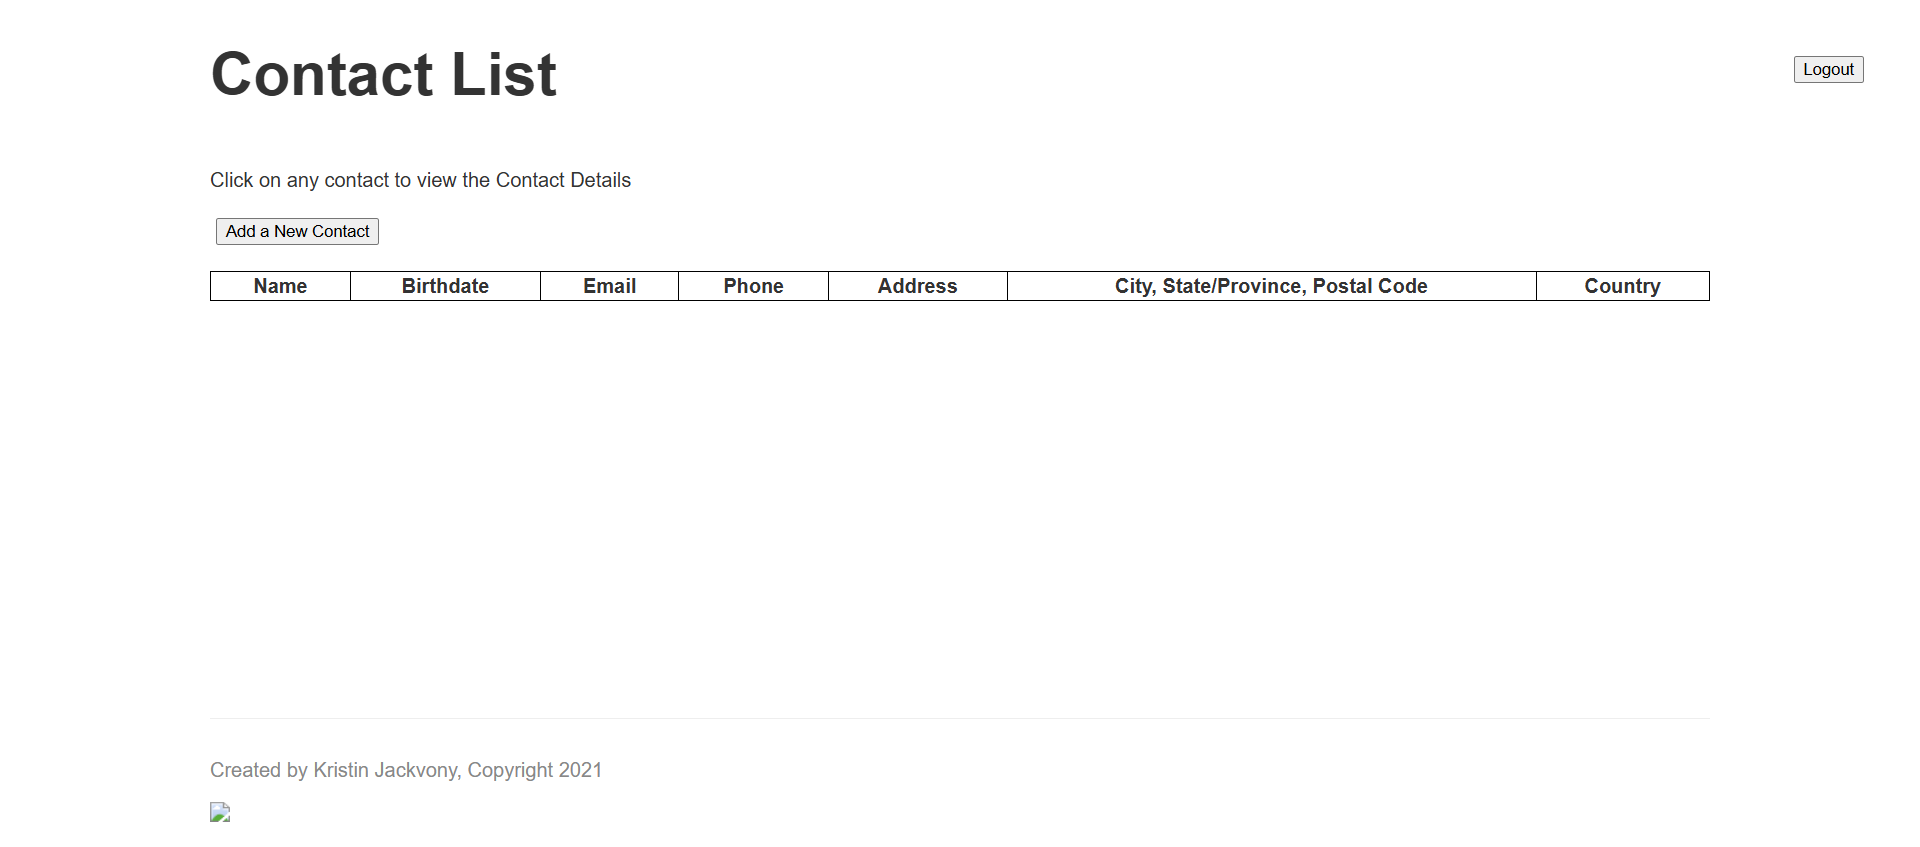 Contact List
Logout
Click on any contact to view the Contact Details
Add a New Contact
Name Birthdate Email Phone Address City, State/Province, Postal Code Country
Created by Kristin Jackvony, Copyright 2021